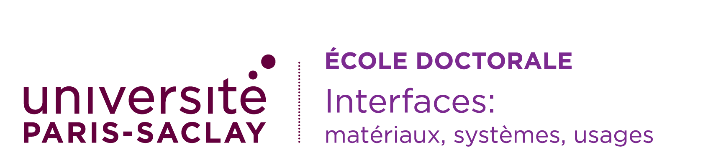 université
PARIS-SACLAY
ÉCOLE DOCTORALE
Interfaces:
matériaux, systèmes, usages